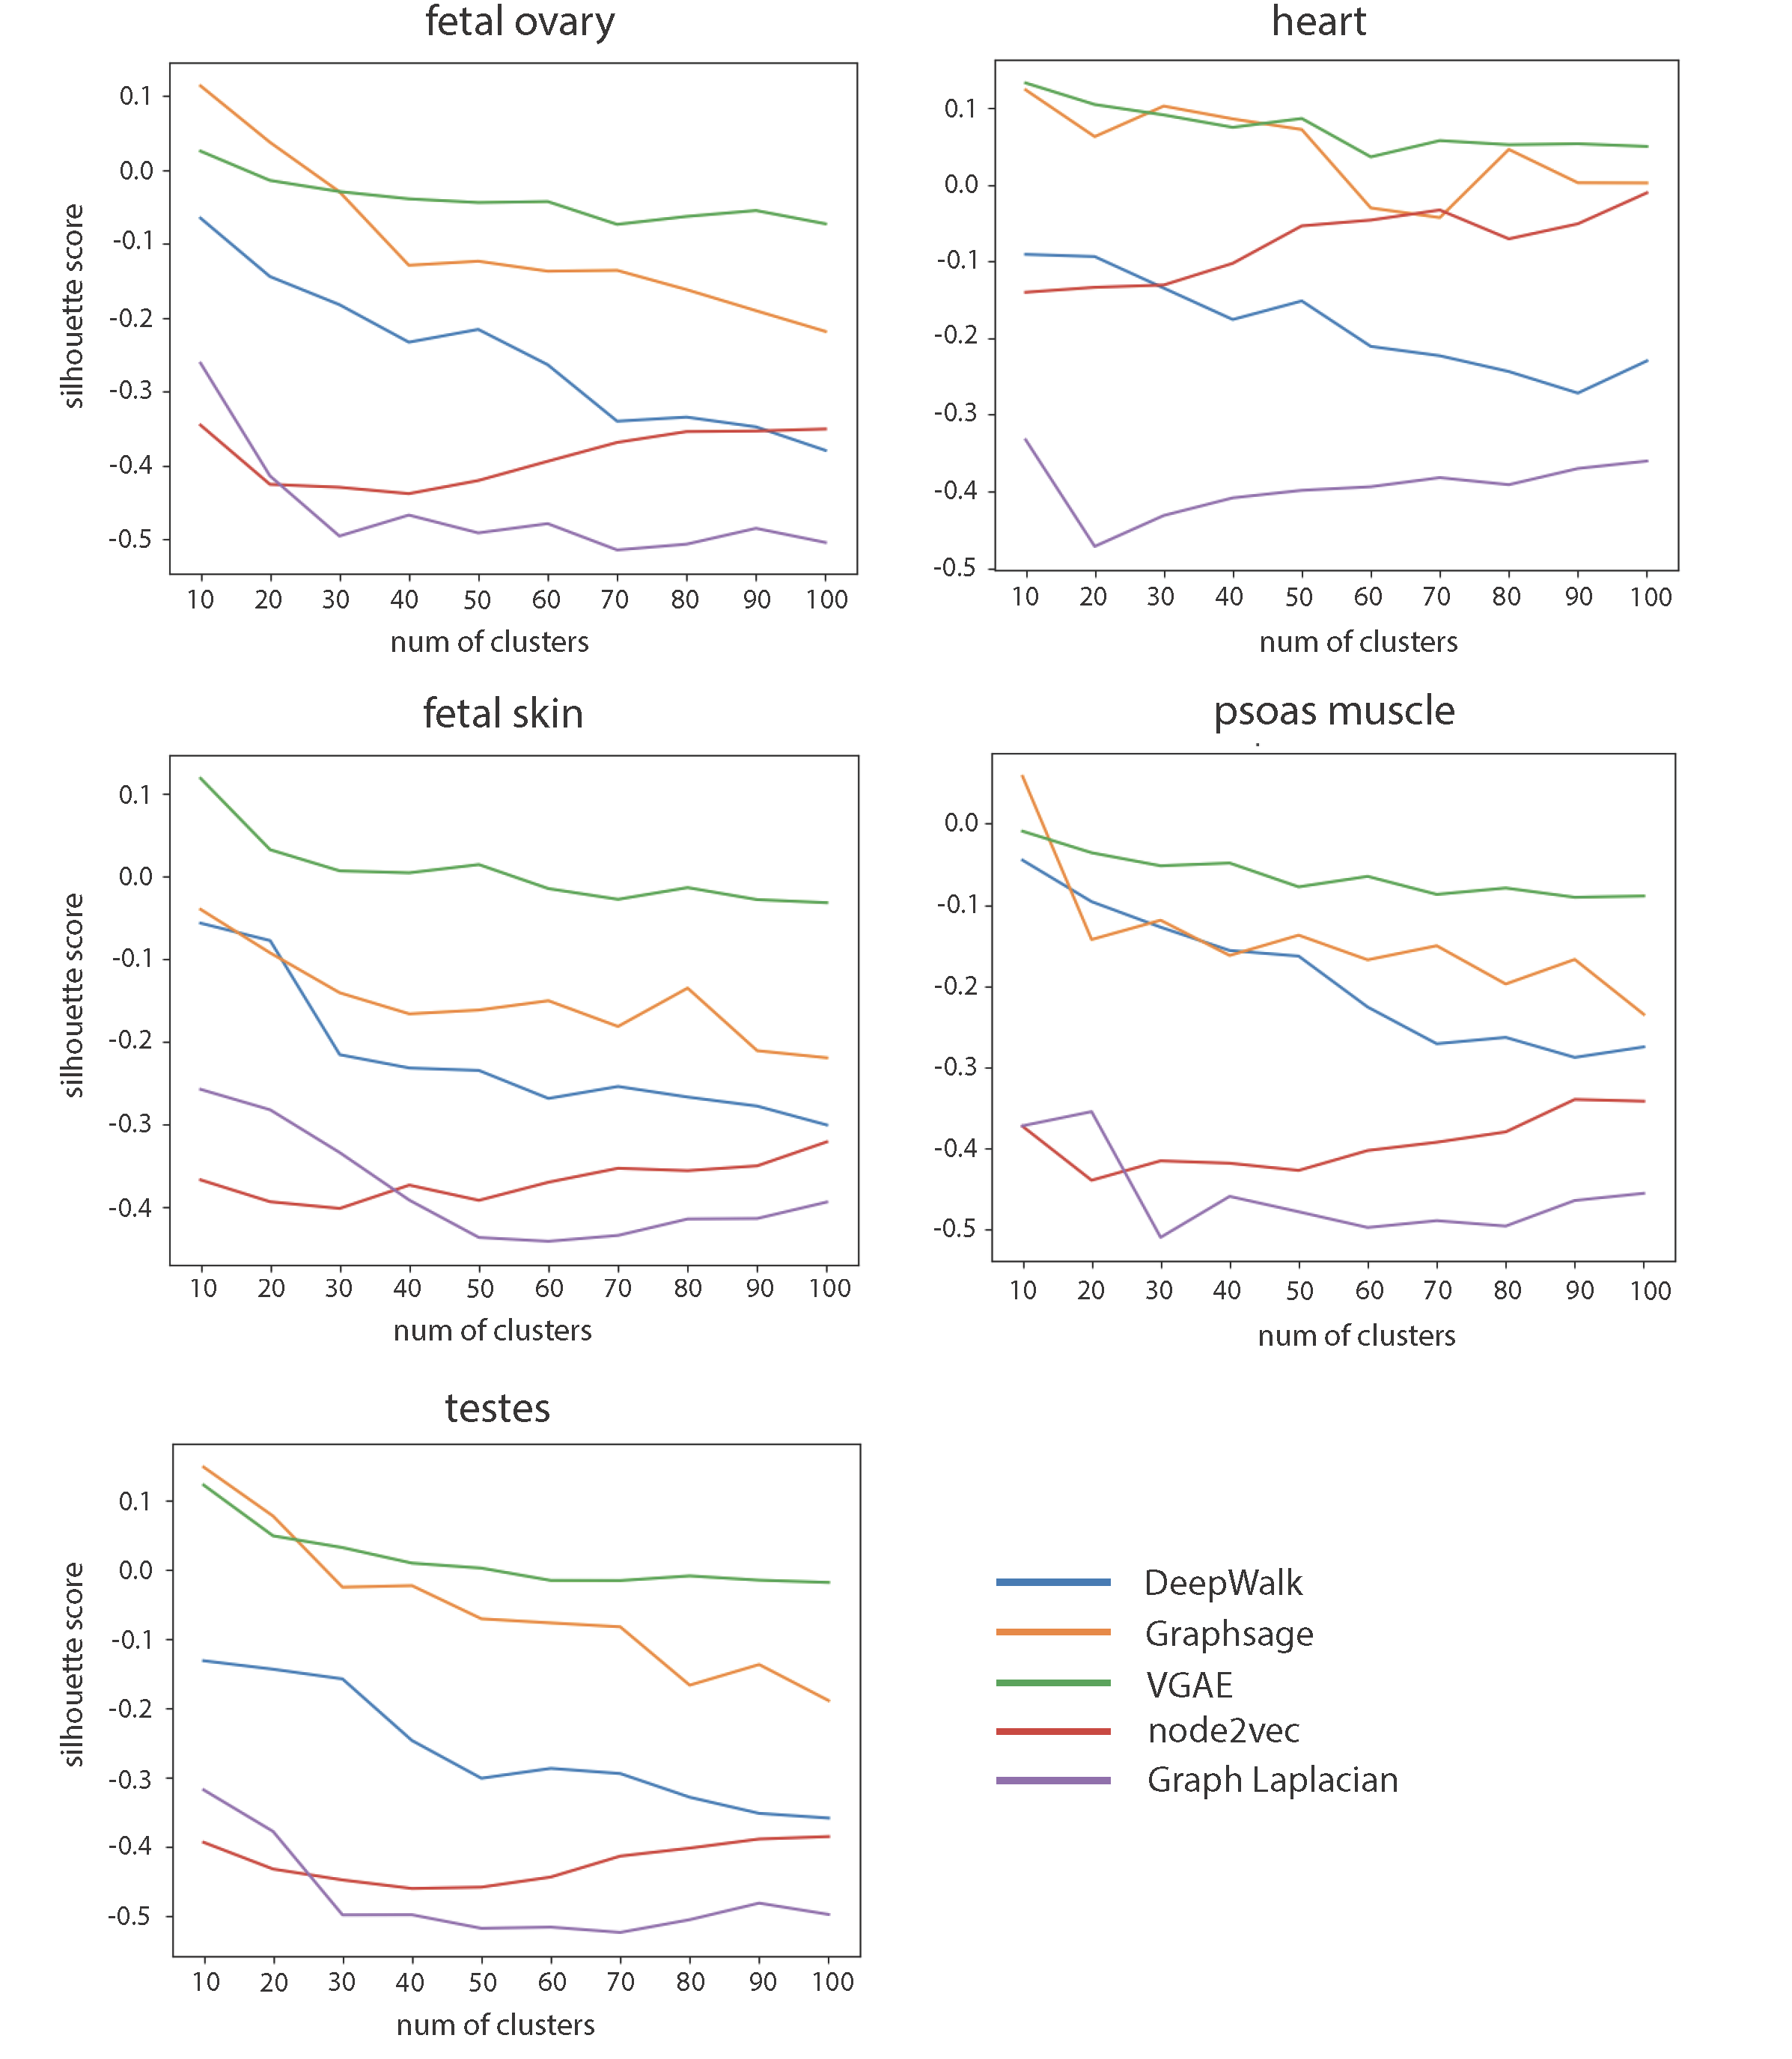 fetal ovary
heart
silhouette score
0.1
0.0
-0.1
-0.2
-0.3
-0.4
-0.5
10 20 30 40 50 60 70 80 90 100
num of clusters
0.1
0.0
-0.1
-0.2
-0.3
-0.4
-0.5
10 20 30 40 50 60 70 80 90 100
num of clusters
fetal skin
psoas muscle
silhouette score
0.1
0.0
-0.1
-0.2
-0.3
-0.4
10 20 30 40 50 60 70 80 90 100
num of clusters
0.0
-0.1
-0.2
-0.3
-0.4
-0.5
10 20 30 40 50 60 70 80 90 100
num of clusters
testes
silhouette score
0.1
0.0
-0.1
-0.2
-0.3
-0.4
-0.5
10 20 30 40 50 60 70 80 90 100
num of clusters
DeepWalk
Graphsage
VGAE
node2vec
Graph Laplacian